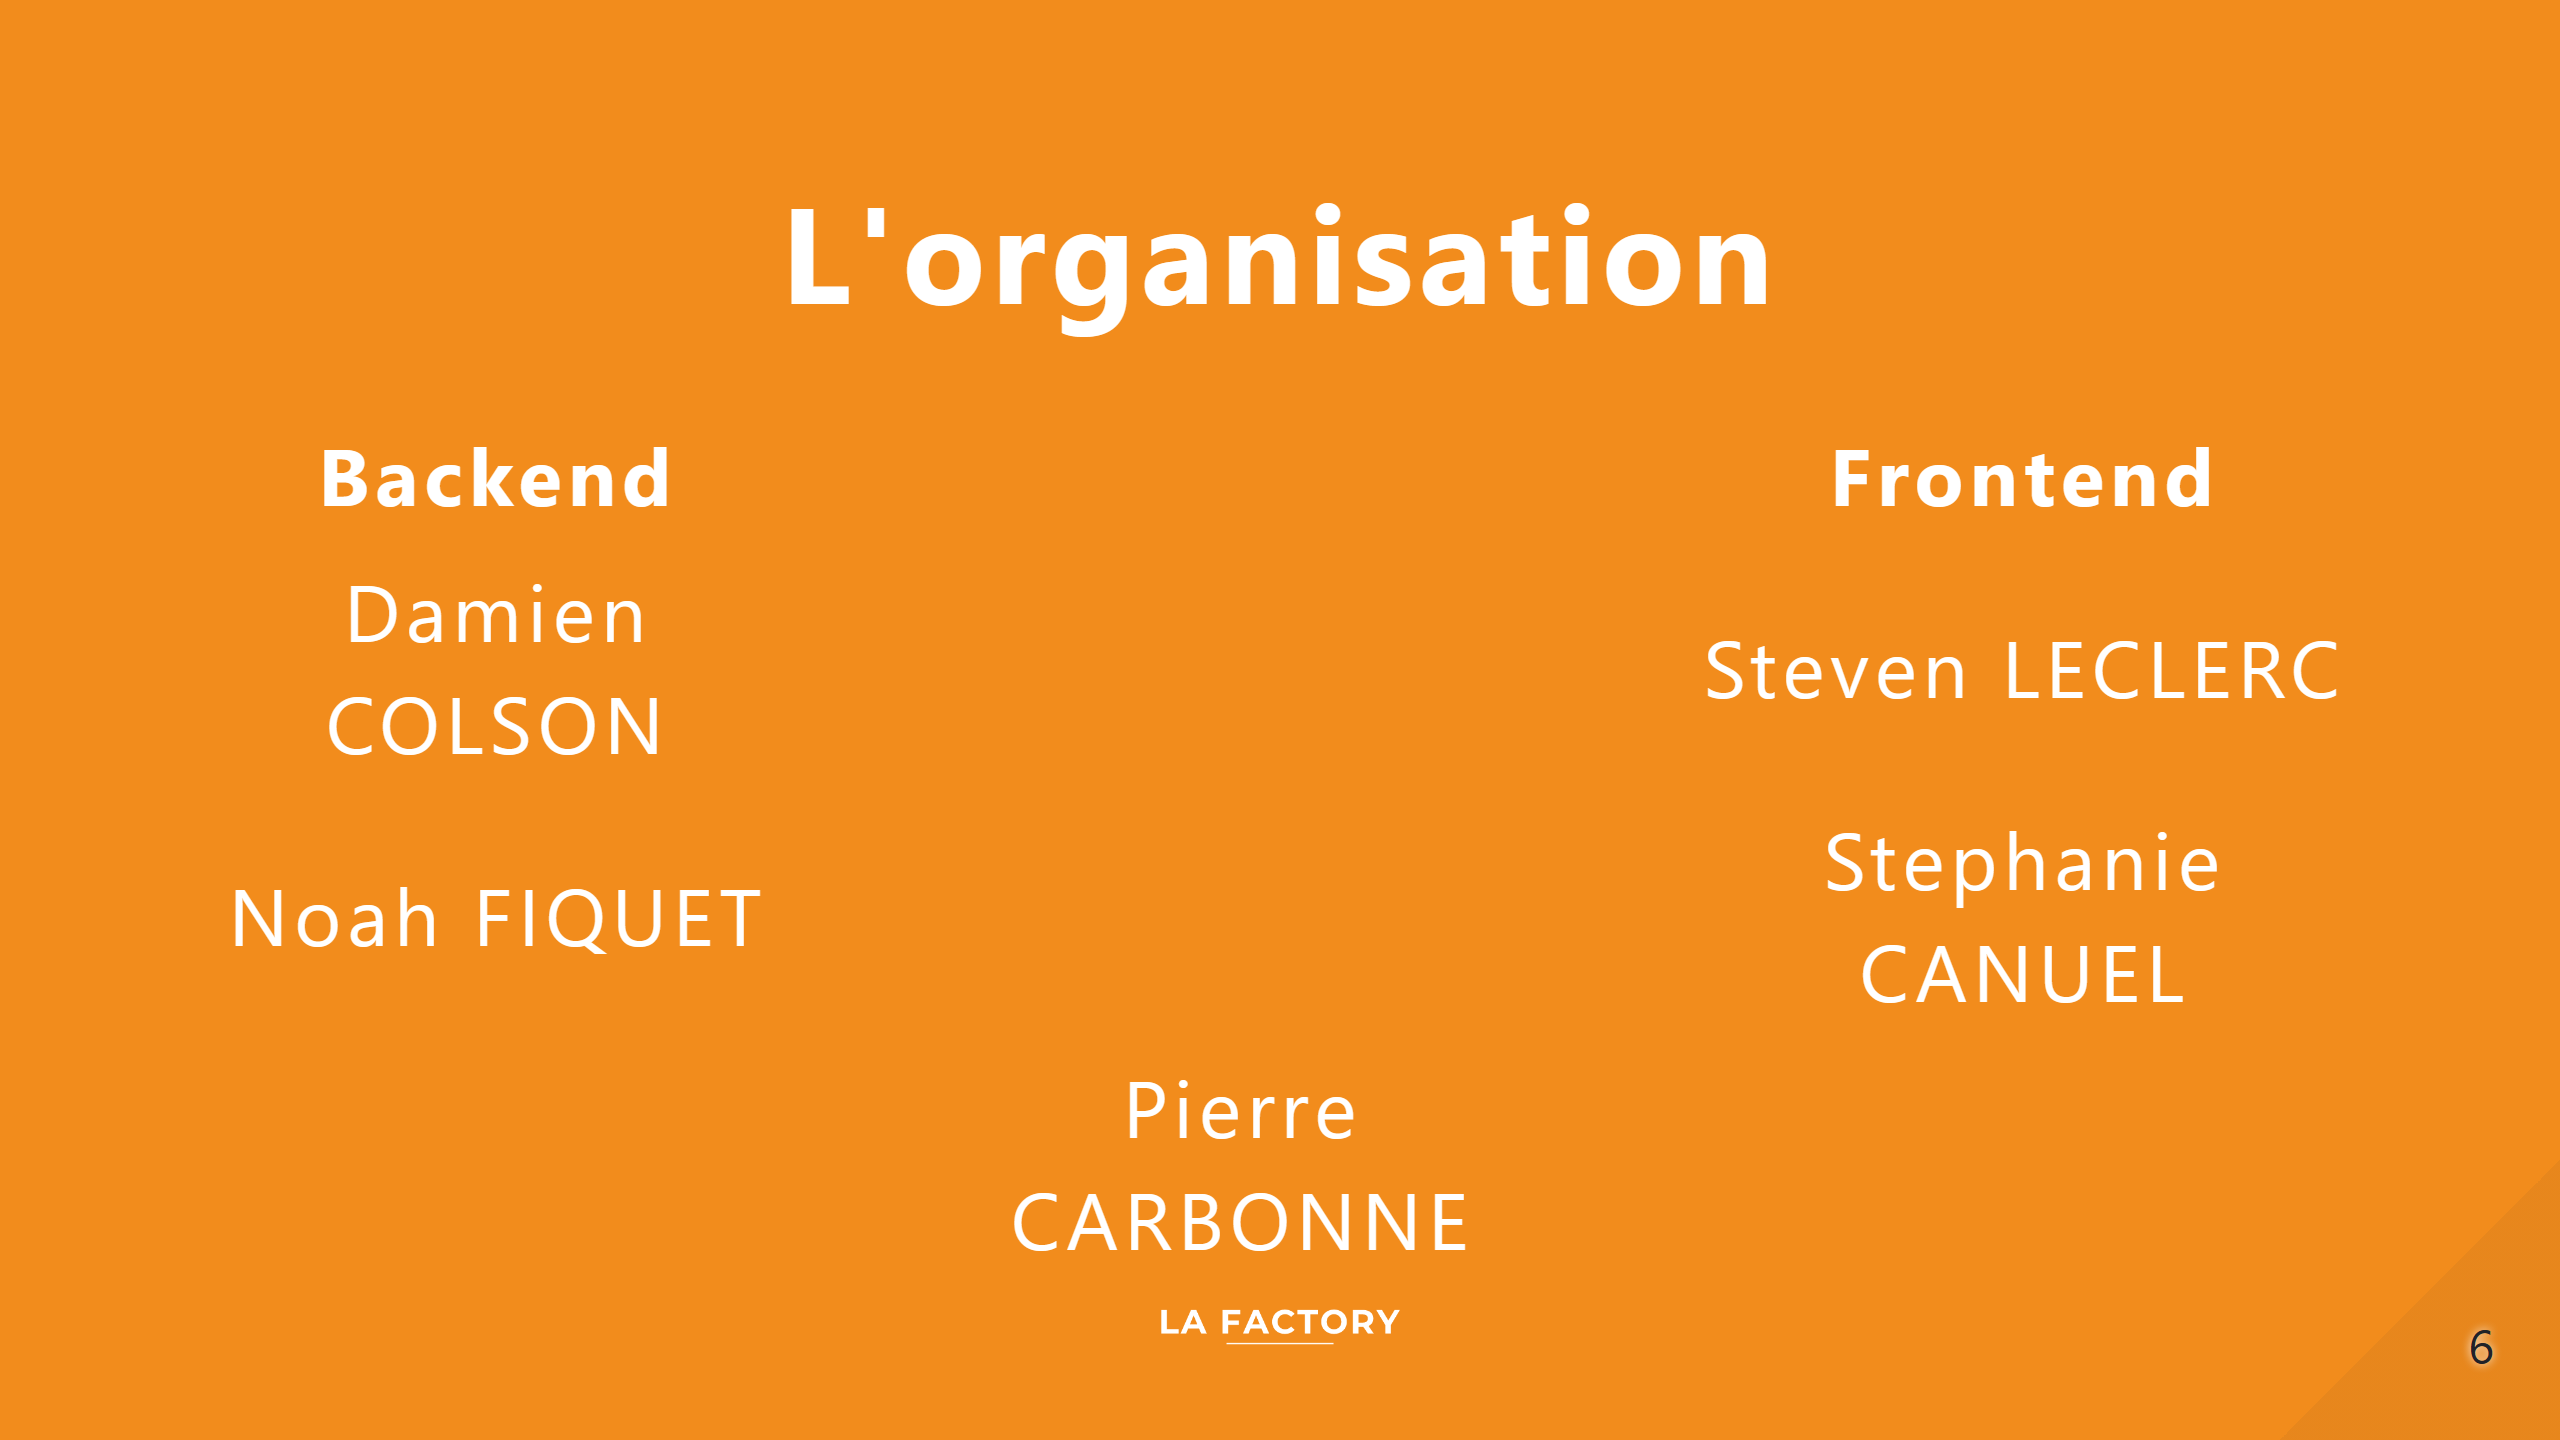 L'organisation
Backend
Damien
COLSON
Noah FIQUET
Frontend
Steven LECLERC
Stephanie
CANUEL
Pierre
CARBONNE
LA FACTORY
6